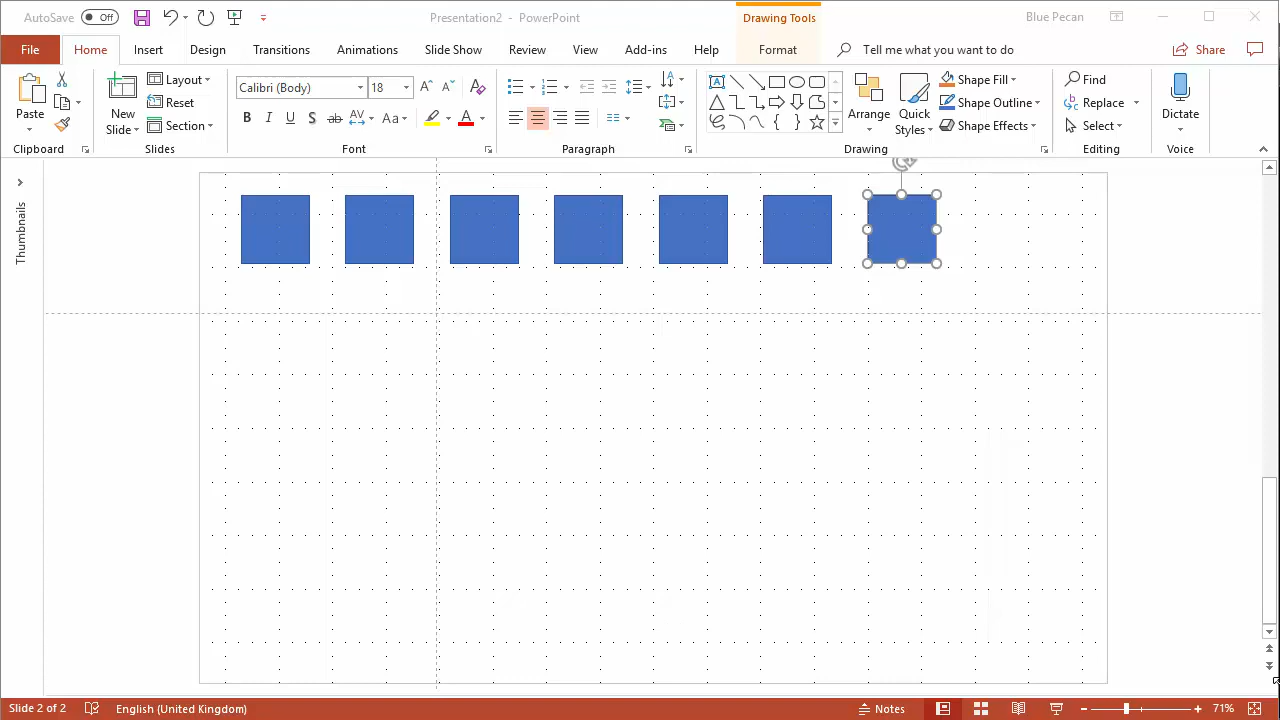 AutoSave Off Presentation2 - PowerPoint Drawing Tools Blue Pecan
File Home Insert Design Transitions Animations Slide Show Review View Add-ins Help Format Tell me what you want to do Share
Paste
Clipboard
New Slide
Layout
Reset
Section
Slides
Calibri (Body) 18
B I U S ab AV Aa A
Font
Paragraph
Arrange
Quick Styles
Shape Fill
Shape Outline
Shape Effects
Drawing
Find
Replace
Select
Editing
Dictate
Voice
Thumbnails
Slide 2 of 2 English (United Kingdom) Notes 71%